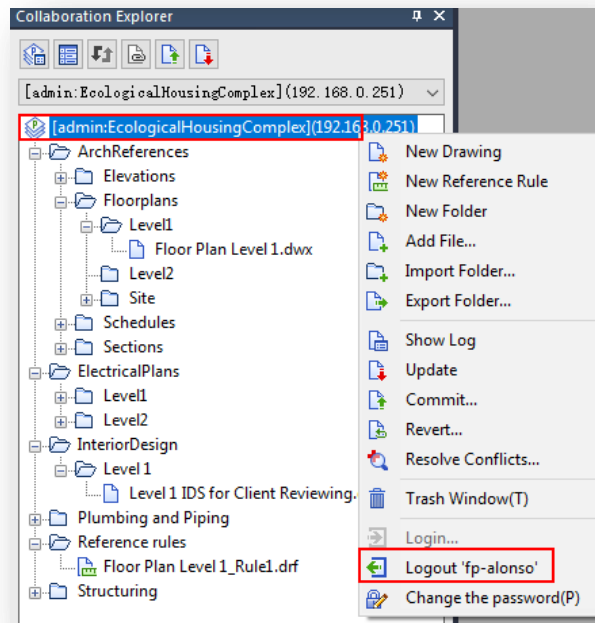 Collaboration Explorer
[admin:EcologicalHousingComplex](192.168.0.251)
[admin:EcologicalHousingComplex](192.168.0.251)
ArchReferences
Elevations
Floorplans
Level1
Floor Plan Level 1.dwx
Level2
Site
Schedules
Sections
ElectricalPlans
Level1
Level2
InteriorDesign
Level 1
Level 1 IDS for Client Reviewing.
Plumbing and Piping
Reference rules
Floor Plan Level 1_Rule1.drf
Structuring
New Drawing
New Reference Rule
New Folder
Add File...
Import Folder...
Export Folder...
Show Log
Update
Commit...
Revert...
Resolve Conflicts...
Trash Window(T)
Login...
Logout 'fp-alonso'
Change the password(P)